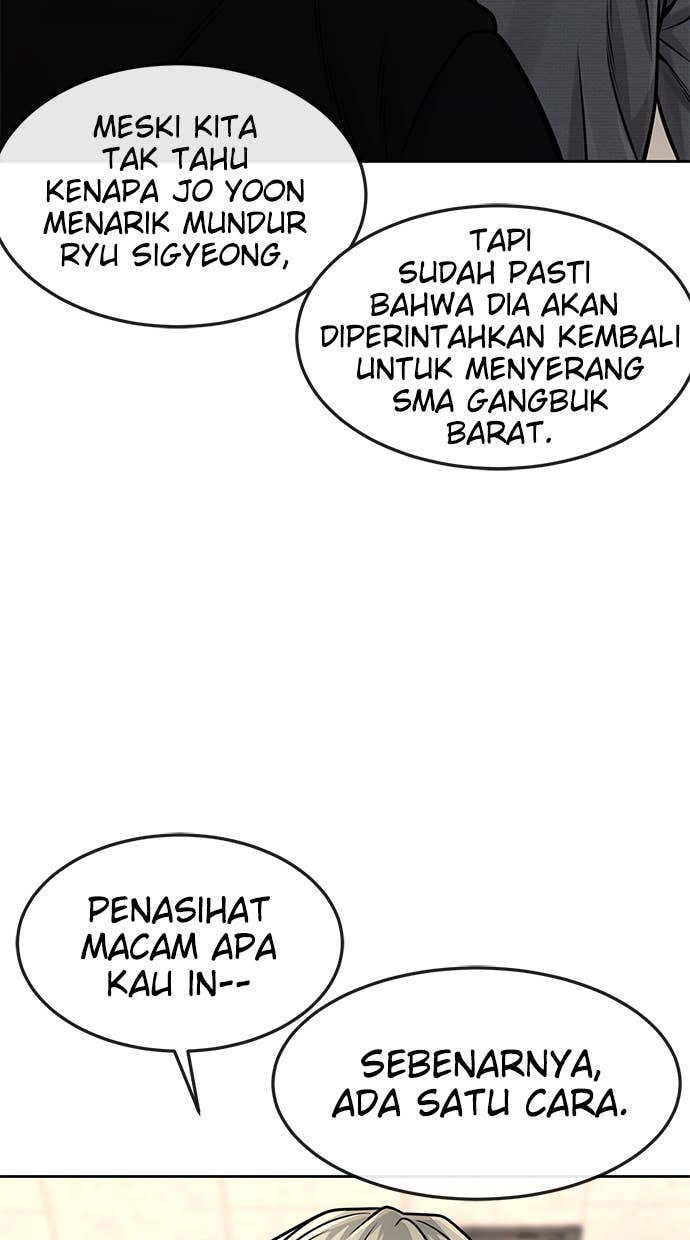 MESKI KITA
TAK TAHU
KENAPA JO YOON
MENARIK MUNDUR
RYU SIGYEONG,
TAPI
SUDAH PASTI
BAHWA DIA AKAN
DIPERINTAHKAN KEMBALI
UNTUK MENYERANG
SMA GANGBUK
BARAT.
PENASIHAT
MACAM APA
KAU IN--
SEBENARNYA,
ADA SATU CARA.